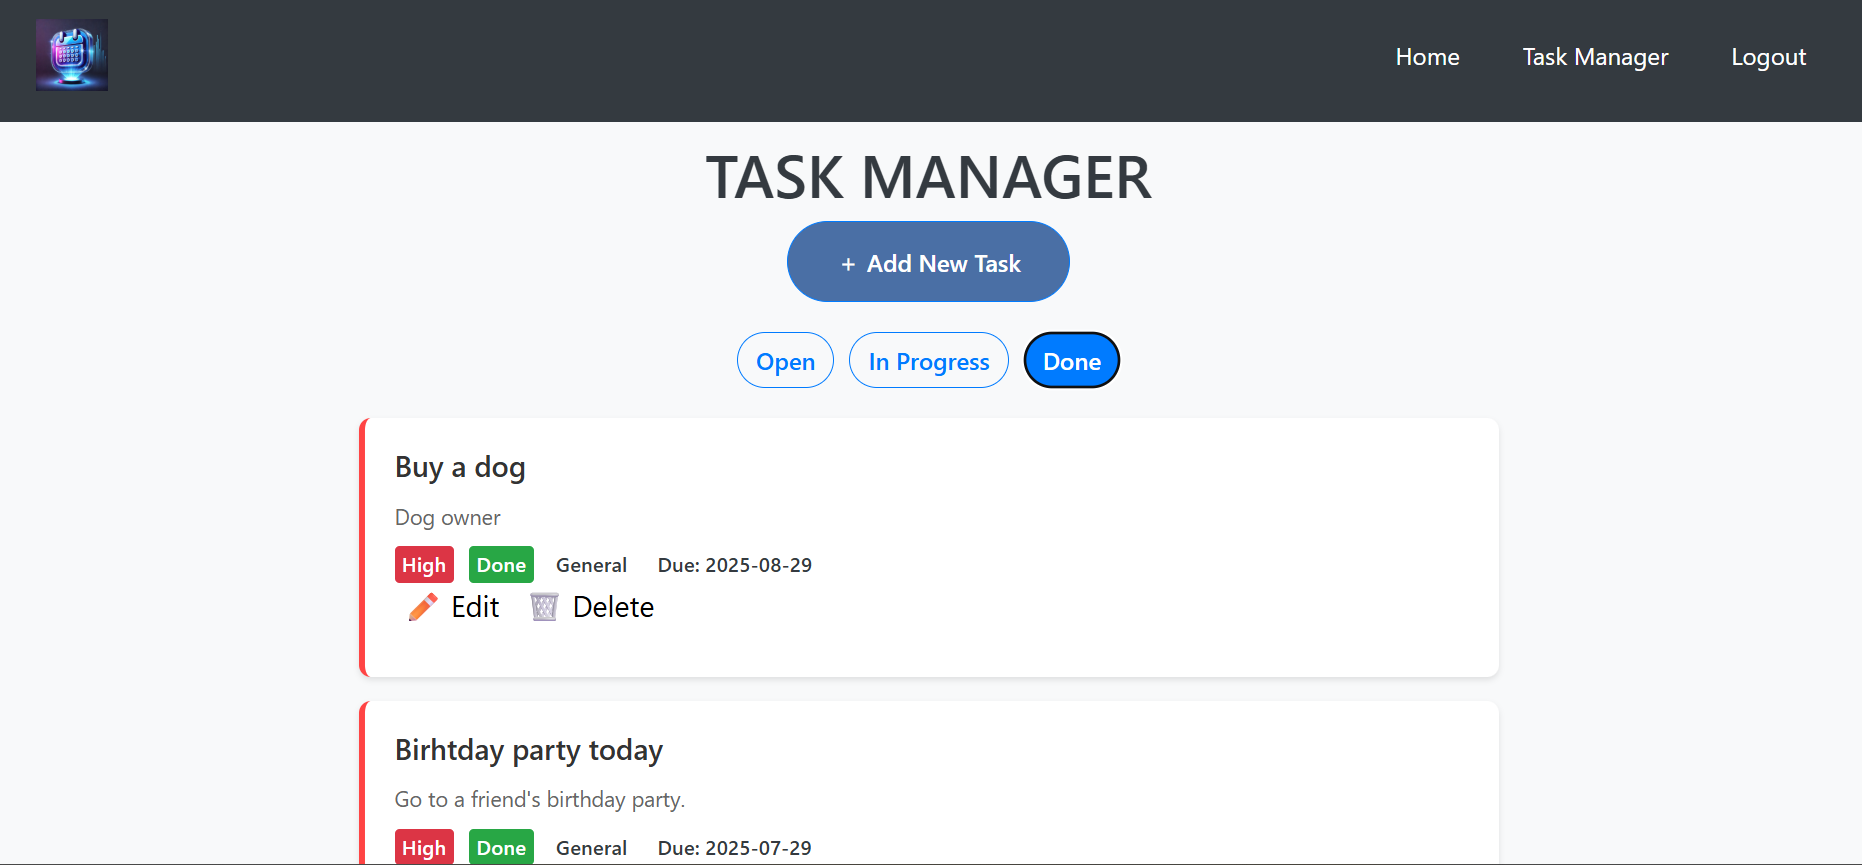 Home Task Manager Logout
TASK MANAGER
+ Add New Task
Open In Progress Done
Buy a dog
Dog owner
High Done General Due: 2025-08-29
Edit Delete
Birhtday party today
Go to a friend's birthday party.
High Done General Due: 2025-07-29